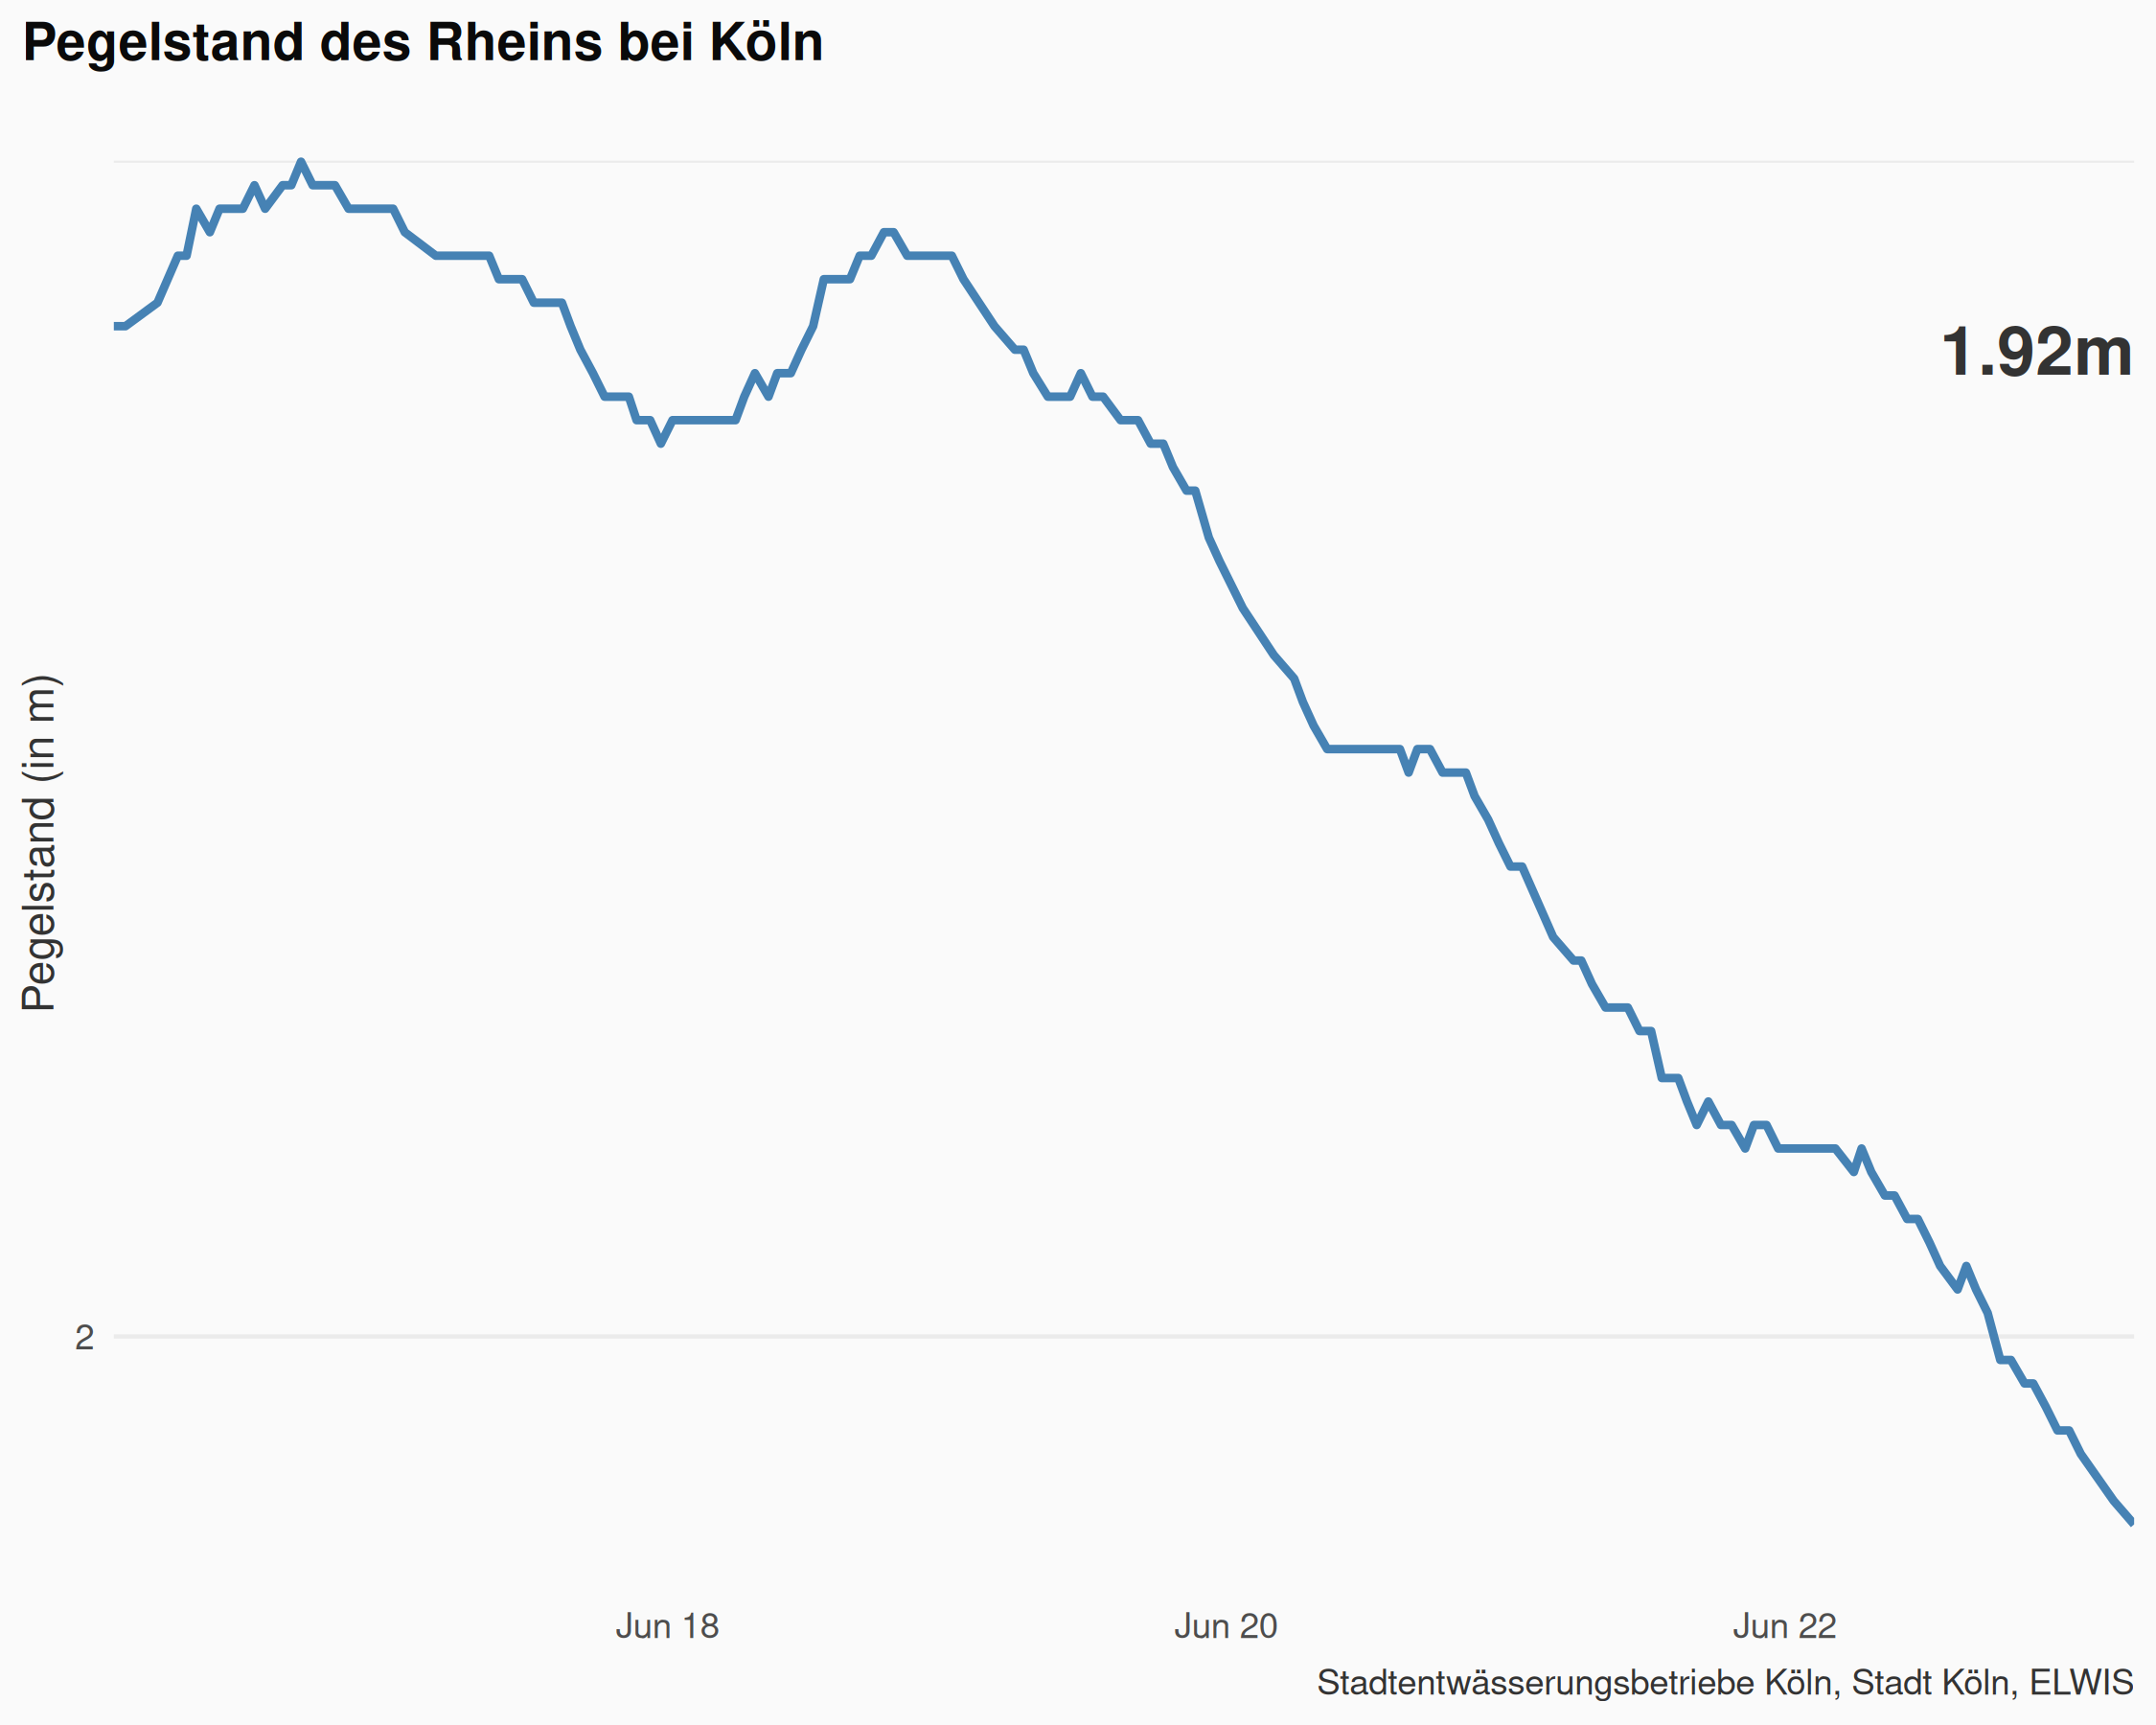 Pegelstand des Rheins bei Köln
1.92m
Pegelstand (in m)
2
Jun 18
Jun 20
Jun 22
Stadtentwässerungsbetriebe Köln, Stadt Köln, ELWIS